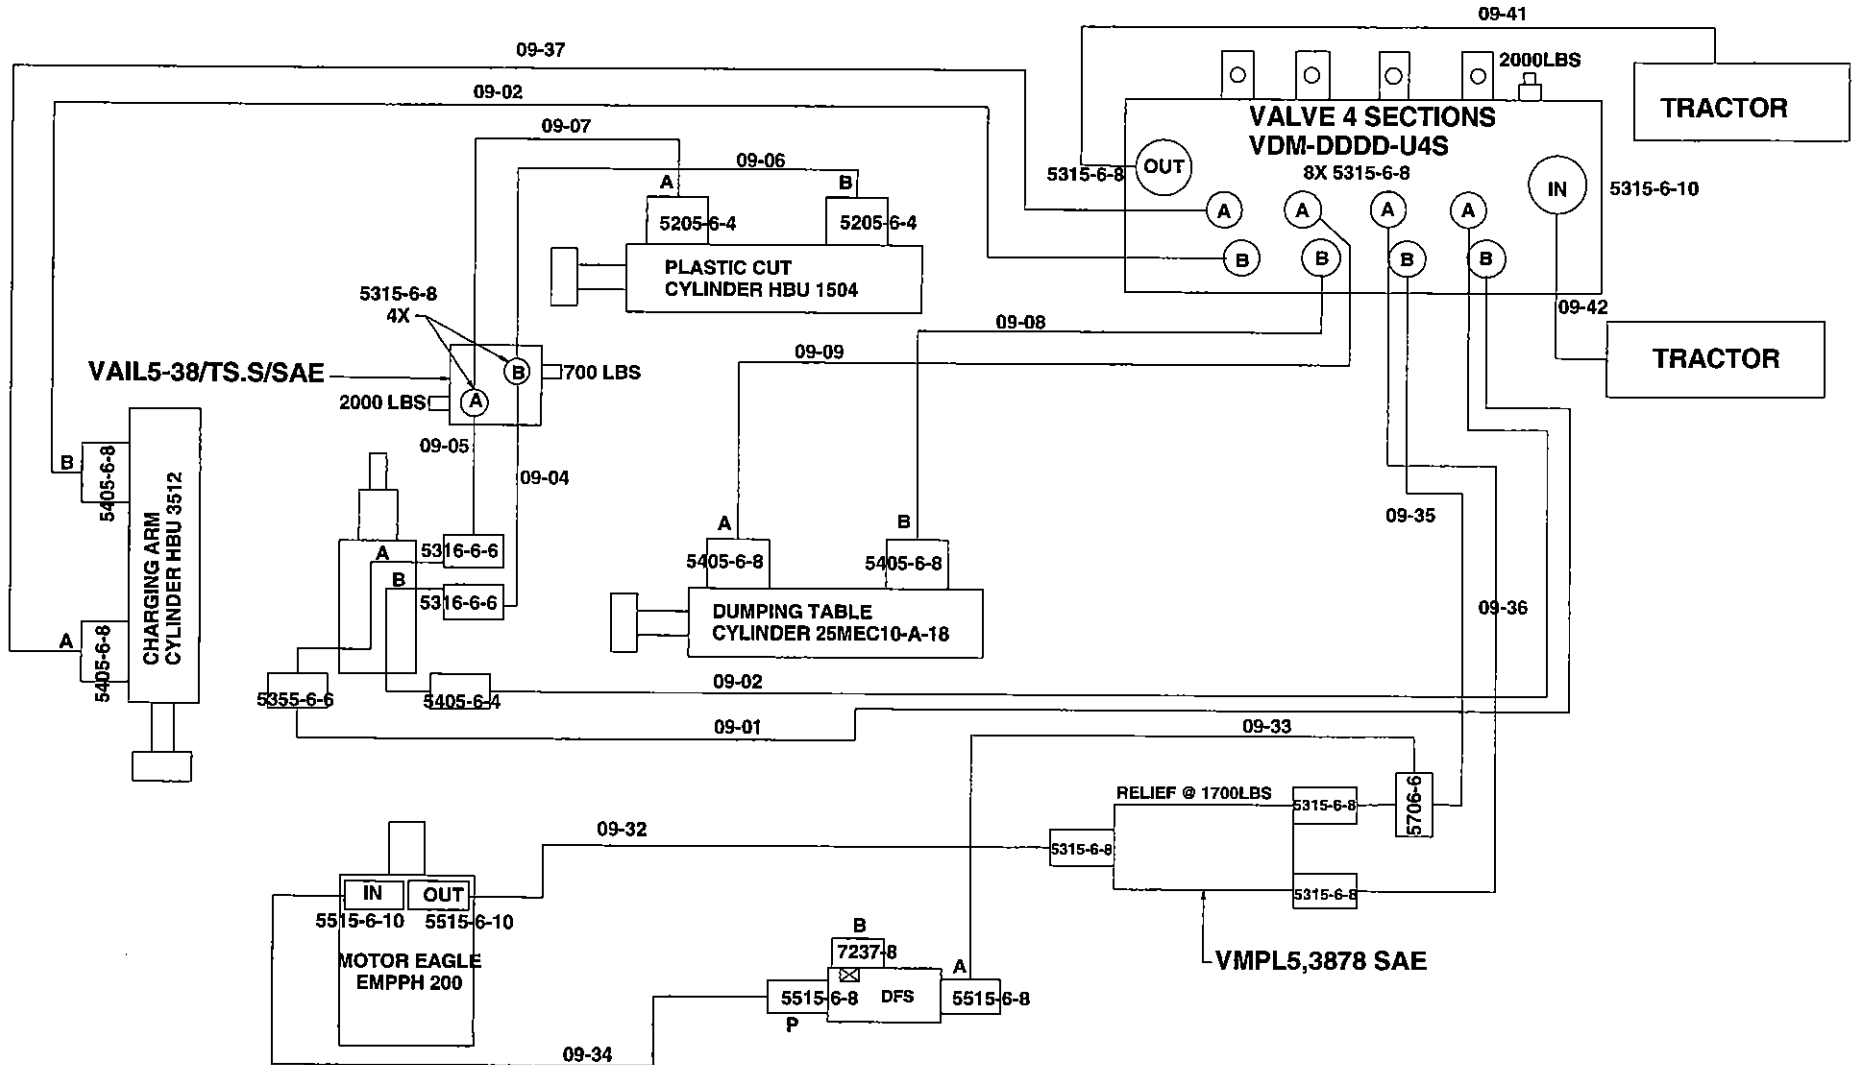 09-41
09-37
2000LBS
09-02
TRACTOR
VALVE 4 SECTIONS
VDM-DDDD-U4S
8X 5315-6-8
09-07
09-06
5315-6-8
OUT
IN
5315-6-10
A
B
A
A
A
A
5205-6-4
5205-6-4
B
B
B
B
PLASTIC CUT
CYLINDER HBU 1504
5315-6-8
4X
09-42
09-08
09-09
TRACTOR
VAIL5-38/TS.S/SAE
B
700 LBS
2000 LBS
A
09-05
09-04
B
5405-6-8
CHARGING ARM
CYLINDER HBU 3512
A
5405-6-8
09-35
A
B
A
5316-6-6
B
5316-6-6
5405-6-8
5405-6-8
DUMPING TABLE
CYLINDER 25MEC10-A-18
09-36
5355-6-6
5405-6-4
09-02
09-01
09-33
RELIEF @ 1700LBS
5315-6-8
5706-6
09-32
5315-6-8
5315-6-8
IN
OUT
5515-6-10
5515-6-10
MOTOR EAGLE
EMPPH 200
B
7237-8
A
5515-6-8
DFS
5515-6-8
P
VMPL5,3878 SAE
09-34